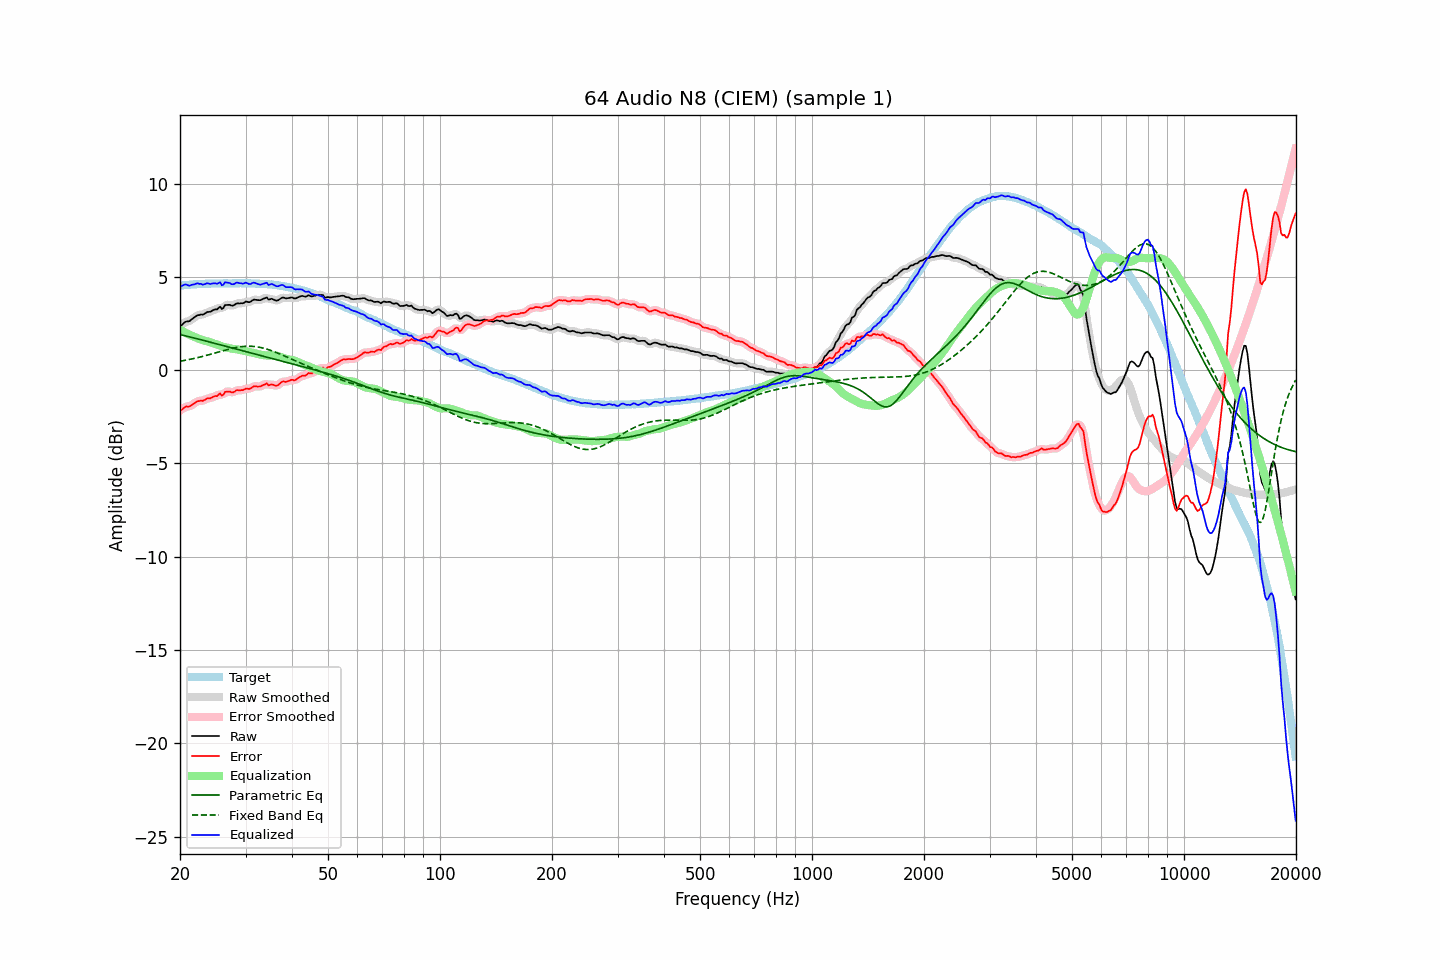 64 Audio N8 (CIEM) (sample 1)
10
5
0
−5
−10
−15
−20
−25
Amplitude (dBr)
Target
Raw Smoothed
Error Smoothed
Raw
Error
Equalization
Parametric Eq
Fixed Band Eq
Equalized
20
50
100
200
500
1000
2000
5000
10000
20000
Frequency (Hz)